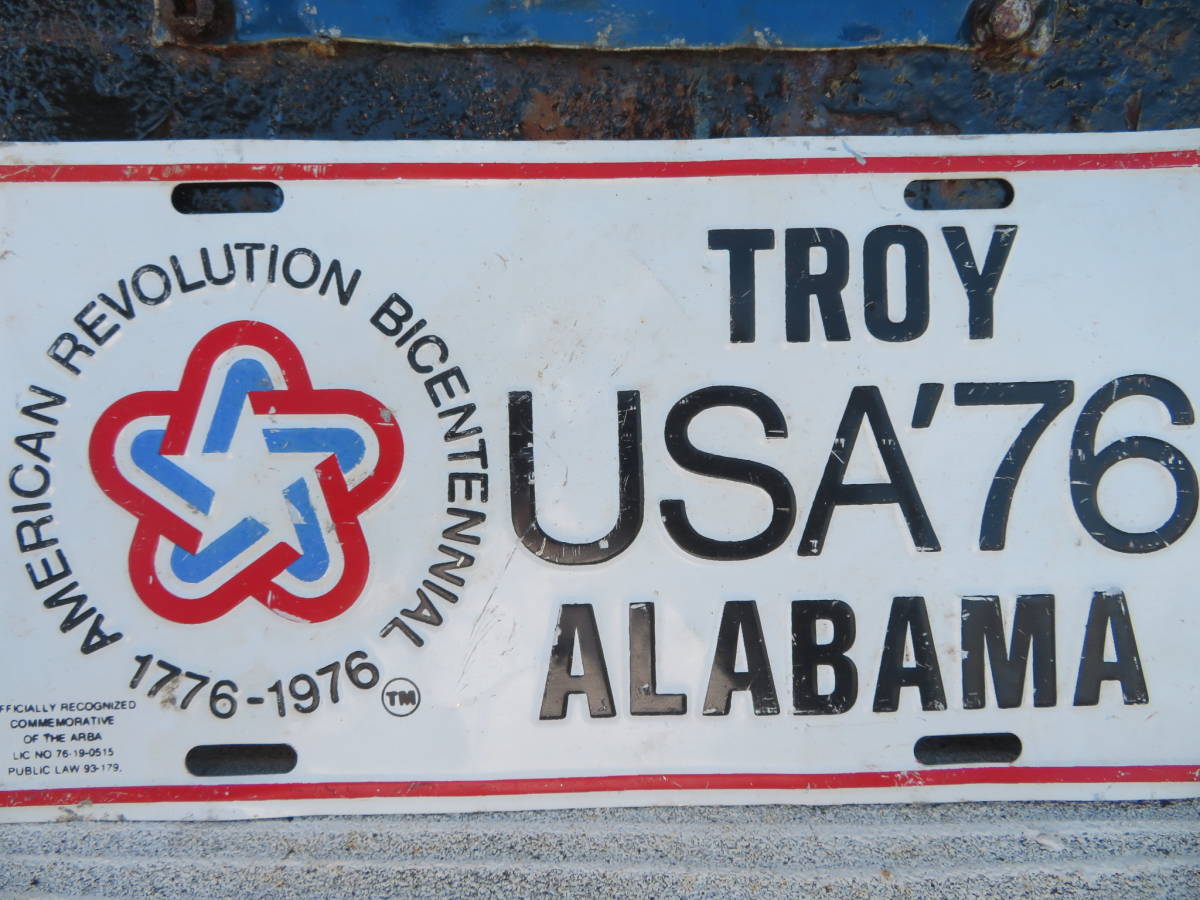 AMERICAN REVOLUTION BICENTENNIAL
1776-1976
TM
TROY
USA'76
ALABAMA
FFICIALLY RECOGNIZED
COMMEMORATIVE
OF THE ARBA
LIC NO 76-19-0515
PUBLIC LAW 93-179.